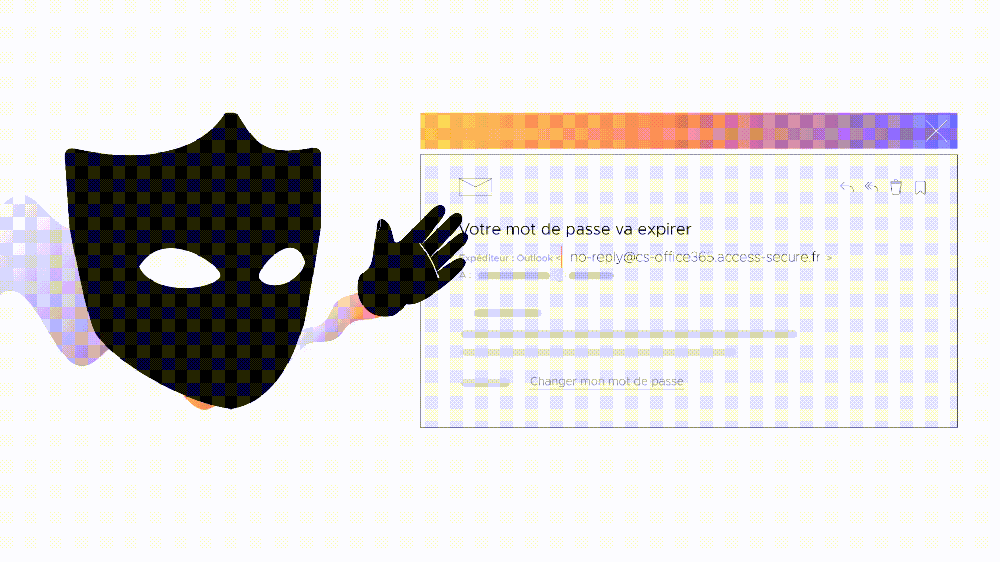 Votre mot de passe va expirer
Expéditeur : Outlook < no-reply@cs-office365.access-secure.fr >
À : @
Changer mon mot de passe